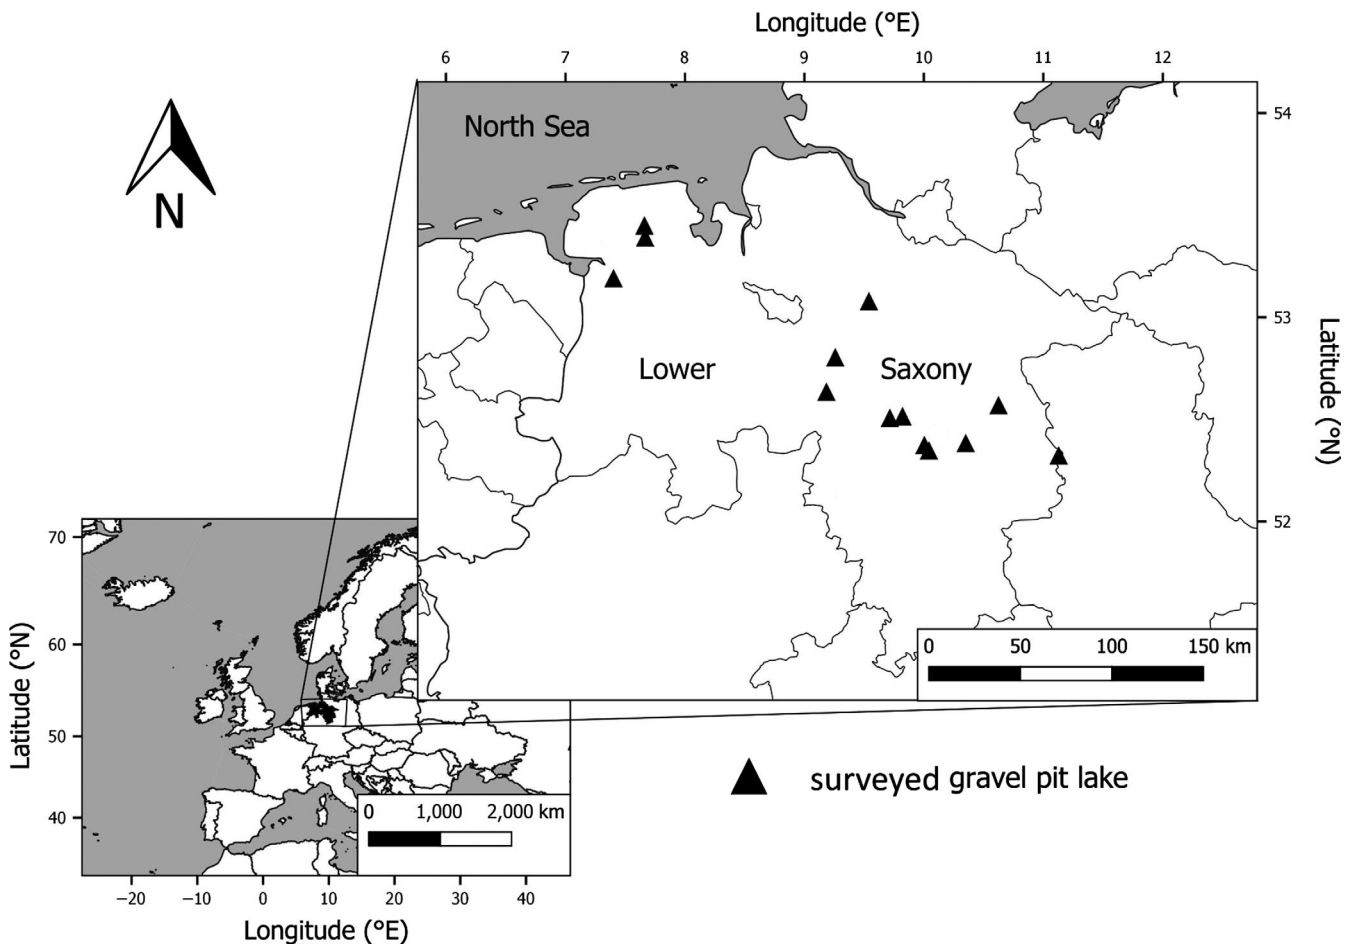 Longitude (°E)
6 7 8 9 10 11 12
North Sea
54
N
53
Lower Saxony
Latitude (°N)
52
0 50 100 150 km
70
60
50
40
Latitude (°N)
surveyed gravel pit lake
0 1,000 2,000 km
−20 −10 0 10 20 30 40
Longitude (°E)